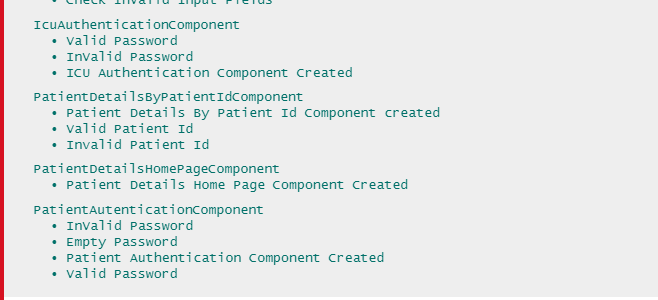 • Check Invalid Input Fields
IcuAuthenticationComponent
• Valid Password
• InValid Password
• ICU Authentication Component Created
PatientDetailsByPatientIdComponent
• Patient Details By Patient Id Component created
• Valid Patient Id
• Invalid Patient Id
PatientDetailsHomePageComponent
• Patient Details Home Page Component Created
PatientAutenticationComponent
• InValid Password
• Empty Password
• Patient Authentication Component Created
• Valid Password